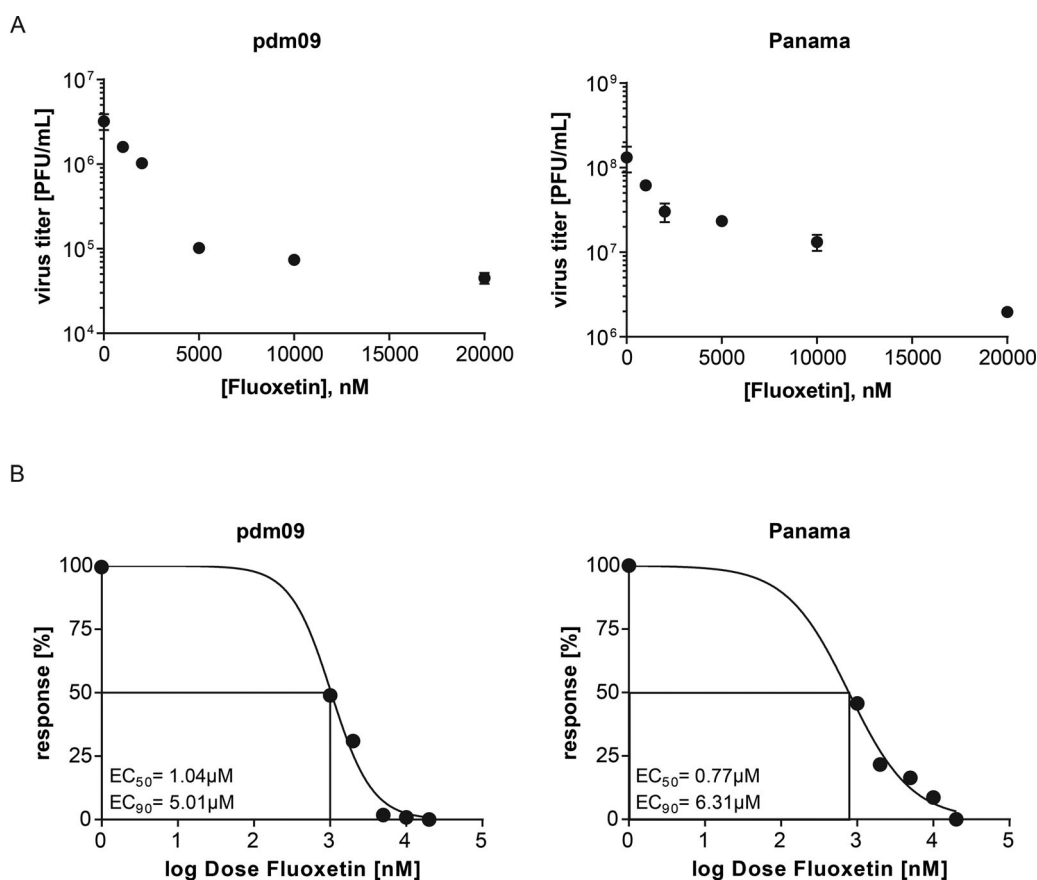 A
pdm09
Panama
virus titer [PFU/mL]
10⁷
10⁶
10⁵
10⁴
0 5000 10000 15000 20000
[Fluoxetin], nM
virus titer [PFU/mL]
10⁹
10⁸
10⁷
10⁶
0 5000 10000 15000 20000
[Fluoxetin], nM
B
pdm09
Panama
response [%]
100
75
50
25
0
EC₅₀= 1.04µM
EC₉₀= 5.01µM
0 1 2 3 4 5
log Dose Fluoxetin [nM]
response [%]
100
75
50
25
0
EC₅₀= 0.77µM
EC₉₀= 6.31µM
0 1 2 3 4 5
log Dose Fluoxetin [nM]